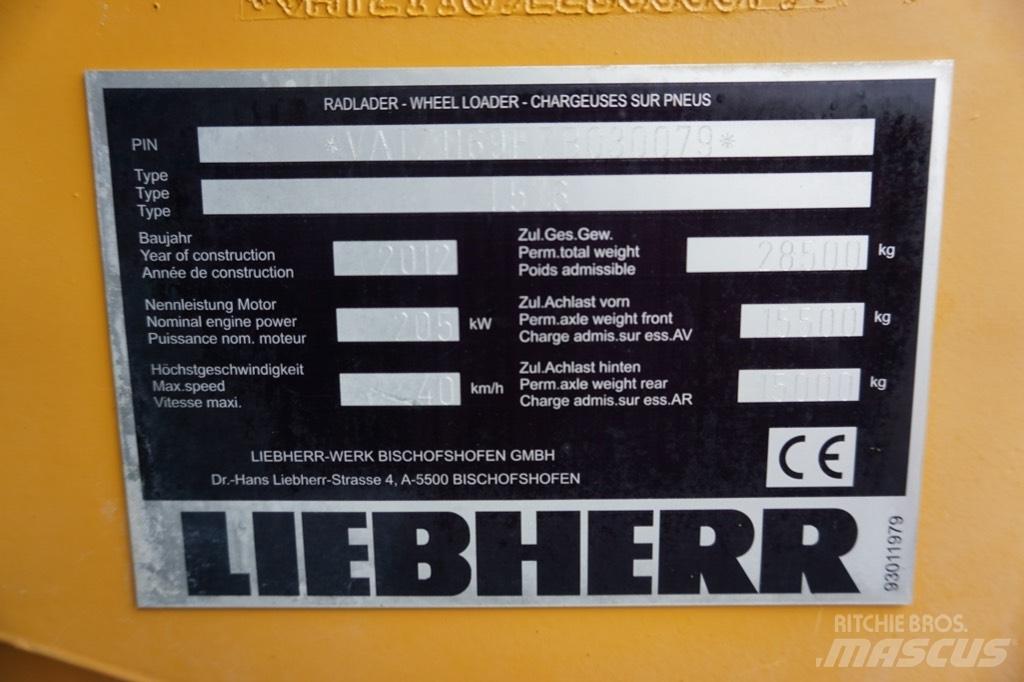 RADLADER - WHEEL LOADER - CHARGEUSES SUR PNEUS
PIN
Type
Type
Type
Baujahr
Year of construction 2012
Année de construction
Zul.Ges.Gew.
Perm.total weight 28500 kg
Poids admissible
Nennleistung Motor
Nominal engine power 205 kW
Puissance nom. moteur
Zul.Achlast vorn
Perm.axle weight front 15500 kg
Charge admis.sur ess.AV
Höchstgeschwindigkeit
Max.speed 40 km/h
Vitesse maxi.
Zul.Achlast hinten
Perm.axle weight rear 15000 kg
Charge admis.sur ess.AR
LIEBHERR-WERK BISCHOFSHOFEN GMBH
Dr.-Hans Liebherr-Strasse 4, A-5500 BISCHOFSHOFEN
CE
LIEBHERR
93011979
RITCHIE BROS.
MASCUS